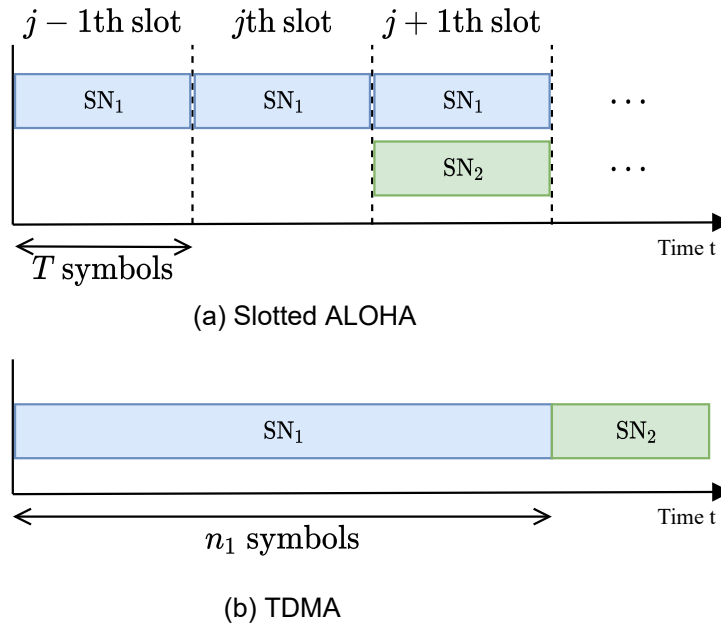 j − 1th slot jth slot j + 1th slot
SN₁ SN₁ SN₁ ...
SN₂ ...
Time t
T symbols
(a) Slotted ALOHA
SN₁ SN₂
Time t
n₁ symbols
(b) TDMA